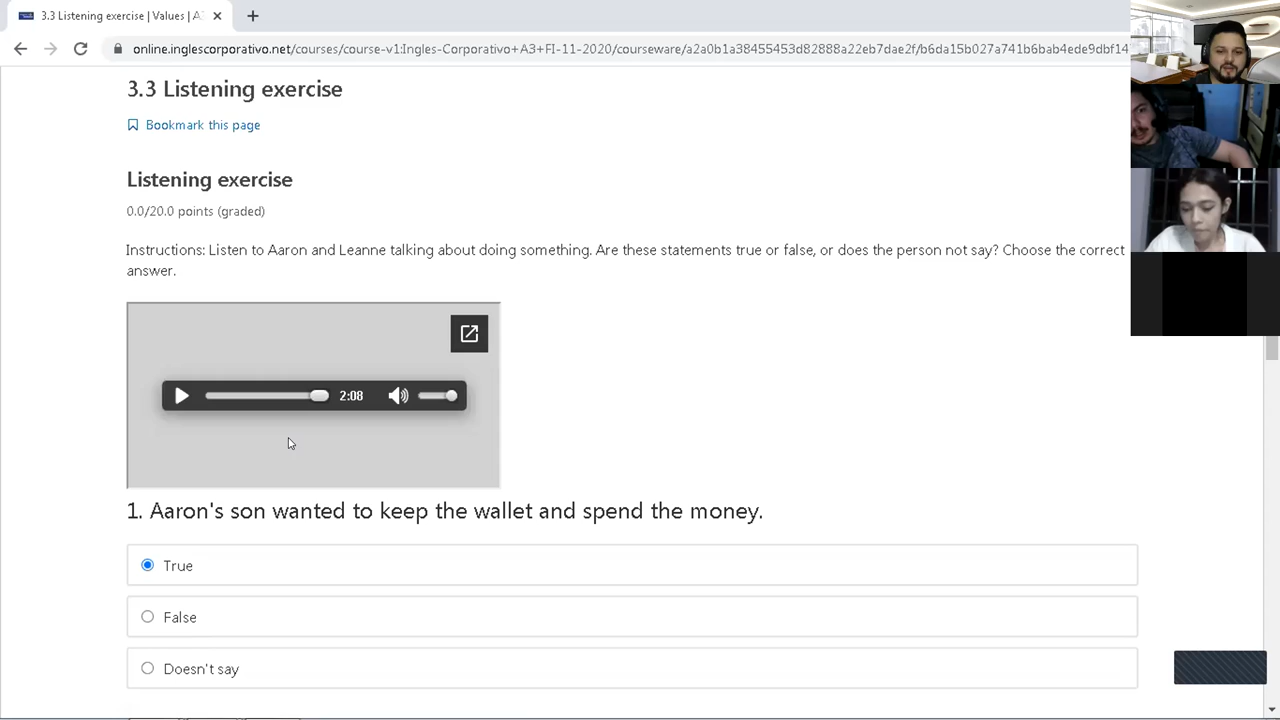 3.3 Listening exercise | Values | A
online.inglescorporativo.net/courses/course-v1:Ingles-Corporativo+A3+FI-11-2020/courseware/a23b1a38455453d82888a22eb7dae2f/b6da15b027a741b6bab4ede9dbf14
3.3 Listening exercise
Bookmark this page
Listening exercise
0.0/20.0 points (graded)
Instructions: Listen to Aaron and Leanne talking about doing something. Are these statements true or false, or does the person not say? Choose the correct
answer.
2:08
1. Aaron's son wanted to keep the wallet and spend the money.
True
False
Doesn't say